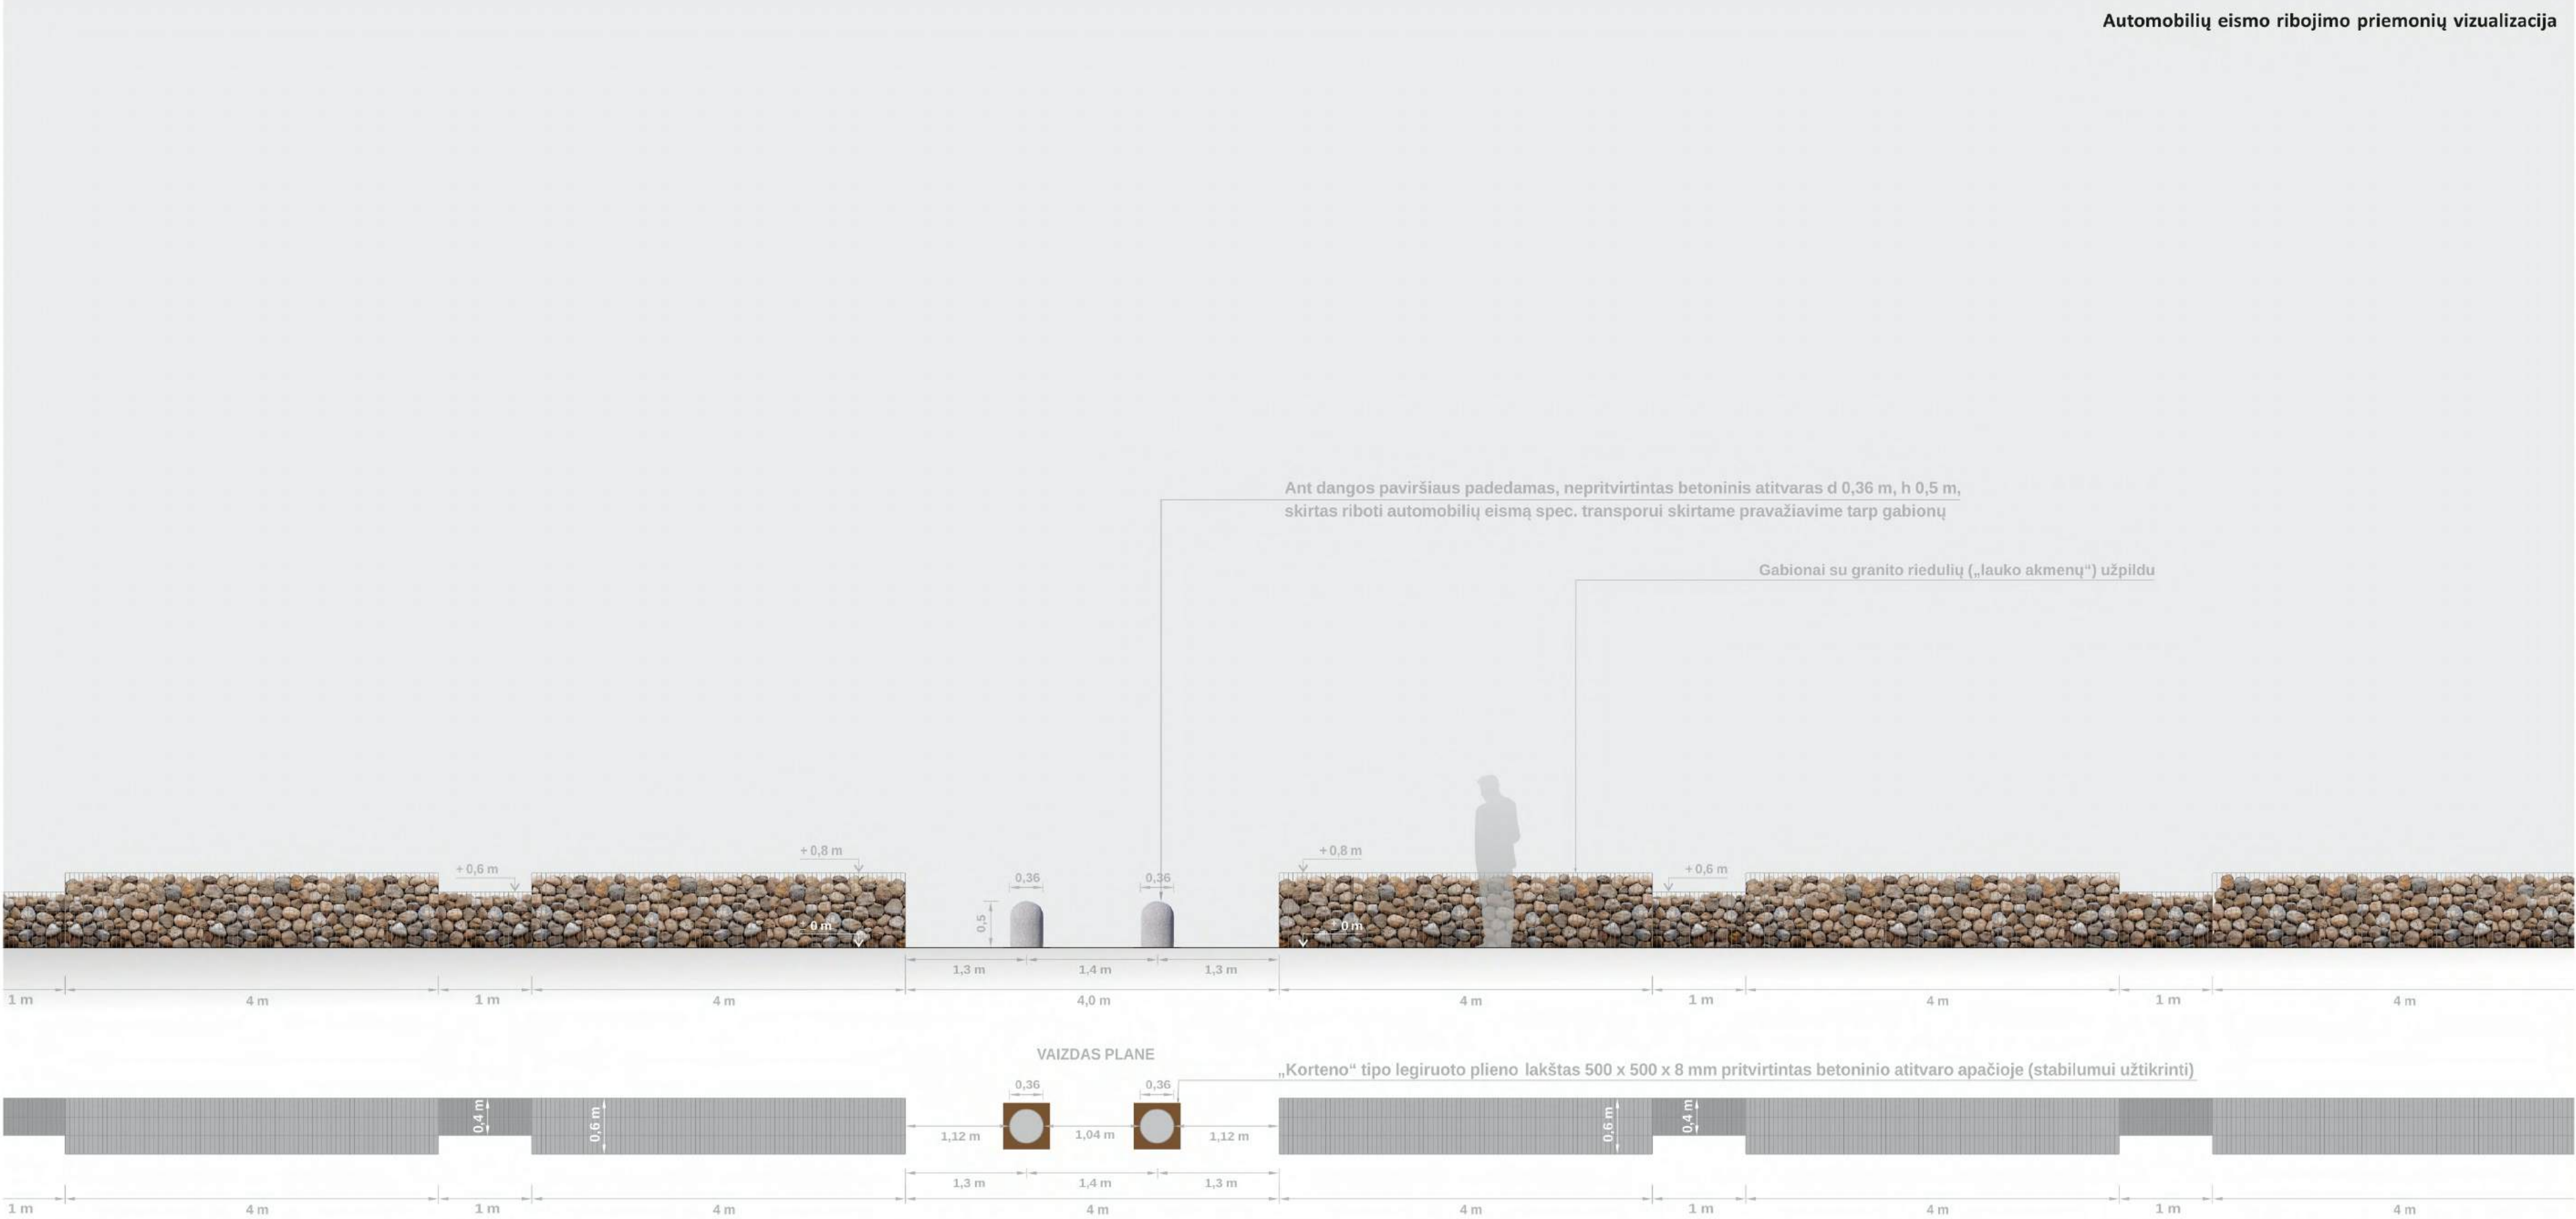 Automobilių eismo ribojimo priemonių vizualizacija
Ant dangos paviršiaus padedamas, nepritvirtintas betoninis atitvaras d 0,36 m, h 0,5 m,
skirtas riboti automobilių eismą spec. transporui skirtame pravažiavime tarp gabionų
Gabionai su granito riedulių („lauko akmenų“) užpildu
+ 0,8 m
+ 0,8 m
+ 0,6 m
+ 0,6 m
0,36
0,36
0,5
± 0 m
± 0 m
1,3 m
1,4 m
1,3 m
1 m
4 m
1 m
4 m
4,0 m
4 m
1 m
4 m
1 m
4 m
VAIZDAS PLANE
„Korteno“ tipo legiruoto plieno lakštas 500 x 500 x 8 mm pritvirtintas betoninio atitvaro apačioje (stabilumui užtikrinti)
0,36
0,36
0,4 m
0,6 m
1,12 m
1,04 m
1,12 m
0,6 m
0,4 m
1,3 m
1,4 m
1,3 m
1 m
4 m
1 m
4 m
4 m
4 m
1 m
4 m
1 m
4 m